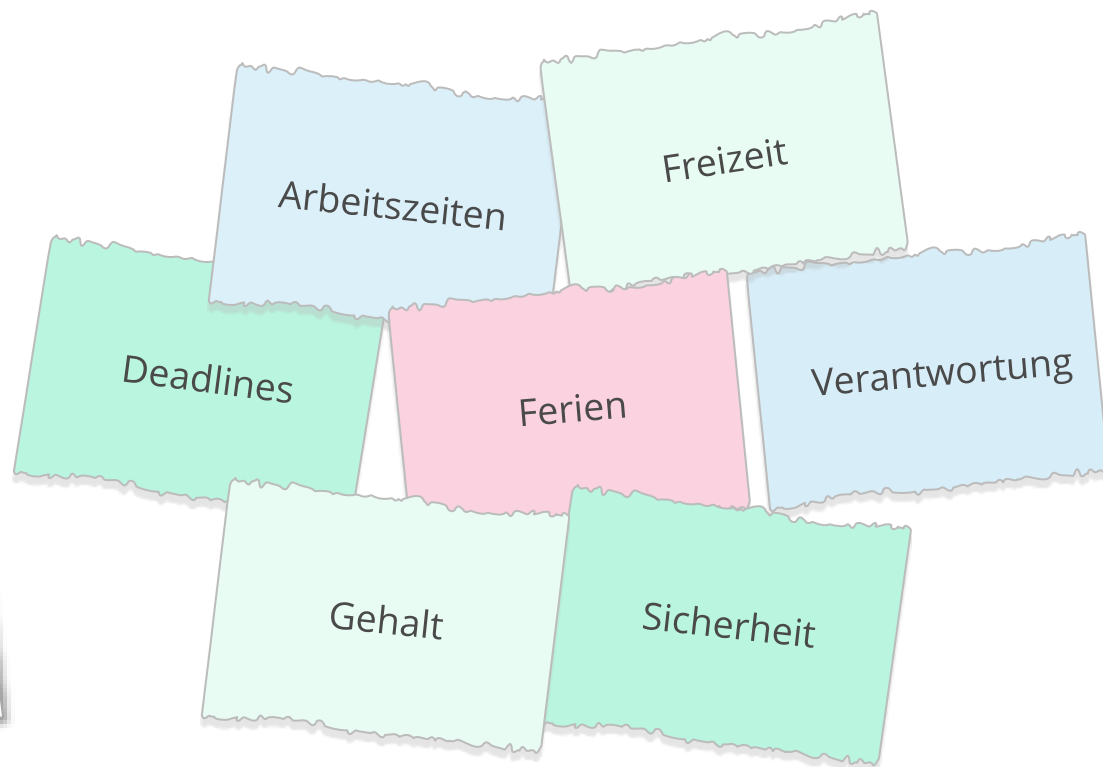 Freizeit
Arbeitszeiten
Deadlines
Ferien
Verantwortung
Gehalt
Sicherheit